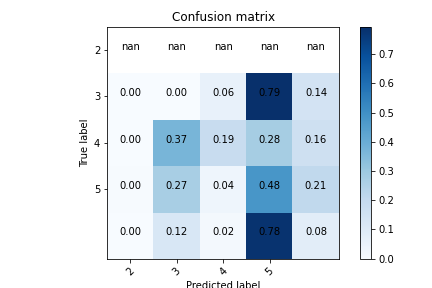 Confusion matrix
2 nan nan nan nan nan
3 0.00 0.00 0.06 0.79 0.14
4 0.00 0.37 0.19 0.28 0.16
5 0.00 0.27 0.04 0.48 0.21
0.00 0.12 0.02 0.78 0.08
2 3 4 5
True label
Predicted label
0.7
0.6
0.5
0.4
0.3
0.2
0.1
0.0